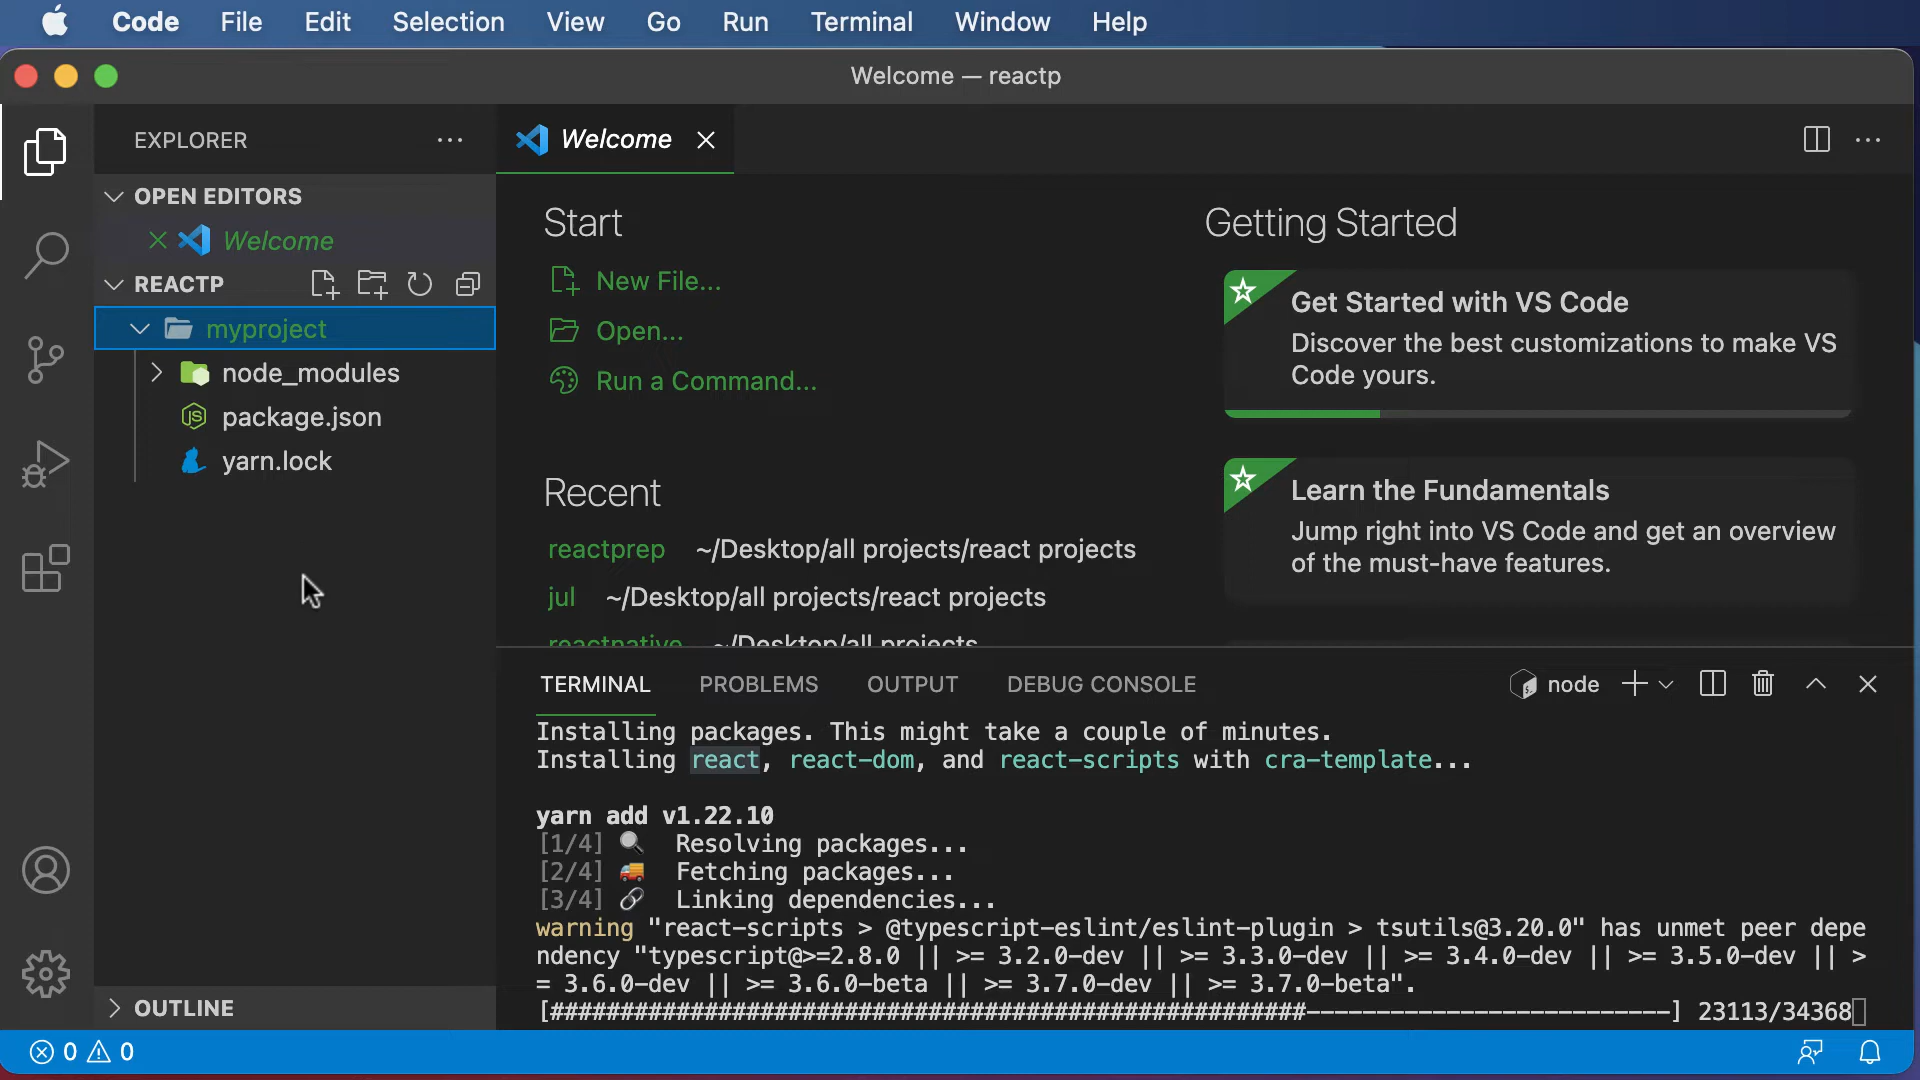 Code File Edit Selection View Go Run Terminal Window Help
Welcome — reactp
EXPLORER
Welcome
OPEN EDITORS
Welcome
REACTP
myproject
node_modules
package.json
yarn.lock
OUTLINE
Start
New File...
Open...
Run a Command...
Recent
reactprep ~/Desktop/all projects/react projects
jul ~/Desktop/all projects/react projects
reactnative ~/Desktop/all projects
Getting Started
Get Started with VS Code
Discover the best customizations to make VS
Code yours.
Learn the Fundamentals
Jump right into VS Code and get an overview
of the must-have features.
TERMINAL PROBLEMS OUTPUT DEBUG CONSOLE node
Installing packages. This might take a couple of minutes.
Installing react, react-dom, and react-scripts with cra-template...
yarn add v1.22.10
[1/4] 🔍 Resolving packages...
[2/4] 🚚 Fetching packages...
[3/4] 🔗 Linking dependencies...
warning "react-scripts > @typescript-eslint/eslint-plugin > tsutils@3.20.0" has unmet peer depe
ndency "typescript@>=2.8.0 || >= 3.2.0-dev || >= 3.3.0-dev || >= 3.4.0-dev || >= 3.5.0-dev || >
= 3.6.0-dev || >= 3.6.0-beta || >= 3.7.0-dev || >= 3.7.0-beta".
[######################################################--------------------------] 23113/34368
0 0